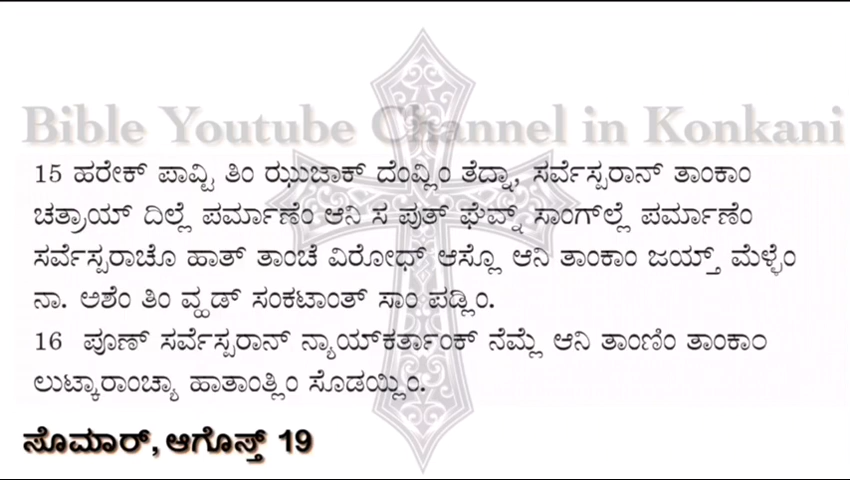 Bible Youtube Channel in Konkani
15 ಹರೇಕ್ ಪಾವ್ಟಿ ತಿಂ ಝುಜಾಕ್ ದೆಂವ್ಲಿಂ ತೆದ್ನಾ, ಸರ್ವೆಸ್ಪರಾನ್ ತಾಂಕಾಂ
ಚತ್ರಾಯ್ ದಿಲ್ಲೆ ಪರ್ಮಾಣೆಂ ಆನಿ ಸ ಪುತ್ ಘೆವ್ನ್ ಸಾಂಗ್‌ಲ್ಲೆ ಪರ್ಮಾಣೆಂ
ಸರ್ವೆಸ್ಪರಾಚೊ ಹಾತ್ ತಾಂಚೆ ವಿರೋಧ್ ಆಸ್ಲೊ ಆನಿ ತಾಂಕಾಂ ಜಯ್ತ್ ಮೆಳ್ಳೆಂ
ನಾ. ಅಶೆಂ ತಿಂ ವ್ಹಡ್ ಸಂಕಟಾಂತ್ ಸಾಂ ಪಡ್ಲಿಂ.
16 ಪೂಣ್ ಸರ್ವೆಸ್ಪರಾನ್ ನ್ಯಾಯ್‌ಕರ್ತಾಂಕ್ ನೆಮ್ಲೆ ಆನಿ ತಾಂಣಿಂ ತಾಂಕಾಂ
ಲುಟ್ಕಾರಾಂಚ್ಯಾ ಹಾತಾಂತ್ಲಿಂ ಸೊಡಯ್ಲಿಂ.
ಸೊಮಾರ್, ಆಗೊಸ್ತ್ 19